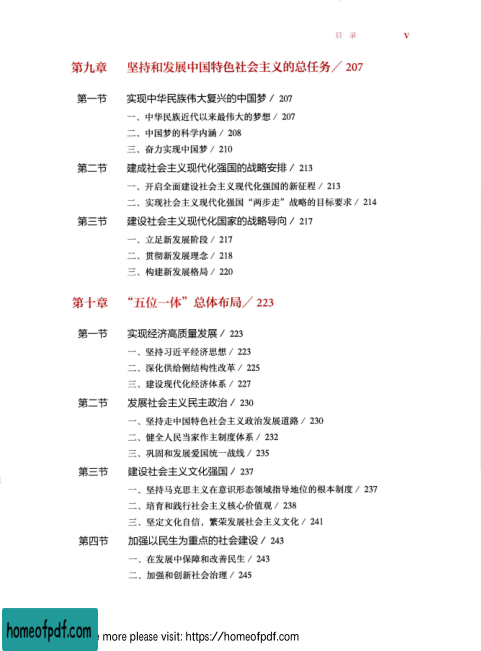 目 录 V
第九章 坚持和发展中国特色社会主义的总任务/ 207
第一节 实现中华民族伟大复兴的中国梦 / 207
一、中华民族近代以来最伟大的梦想 / 207
二、中国梦的科学内涵 / 208
三、奋力实现中国梦 / 210
第二节 建成社会主义现代化强国的战略安排 / 213
一、开启全面建设社会主义现代化强国的新征程 / 213
二、实现社会主义现代化强国“两步走”战略的目标要求 / 214
第三节 建设社会主义现代化国家的战略导向 / 217
一、立足新发展阶段 / 217
二、贯彻新发展理念 / 218
三、构建新发展格局 / 220
第十章 “五位一体”总体布局/ 223
第一节 实现经济高质量发展 / 223
一、坚持习近平经济思想 / 223
二、深化供给侧结构性改革 / 225
三、建设现代化经济体系 / 227
第二节 发展社会主义民主政治 / 230
一、坚持走中国特色社会主义政治发展道路 / 230
二、健全人民当家作主制度体系 / 232
三、巩固和发展爱国统一战线 / 235
第三节 建设社会主义文化强国 / 237
一、坚持马克思主义在意识形态领域指导地位的根本制度 / 237
二、培育和践行社会主义核心价值观 / 238
三、坚定文化自信，繁荣发展社会主义文化 / 241
第四节 加强以民生为重点的社会建设 / 243
一、在发展中保障和改善民生 / 243
二、加强和创新社会治理 / 245
homeofpdf.com more please visit: https://homeofpdf.com